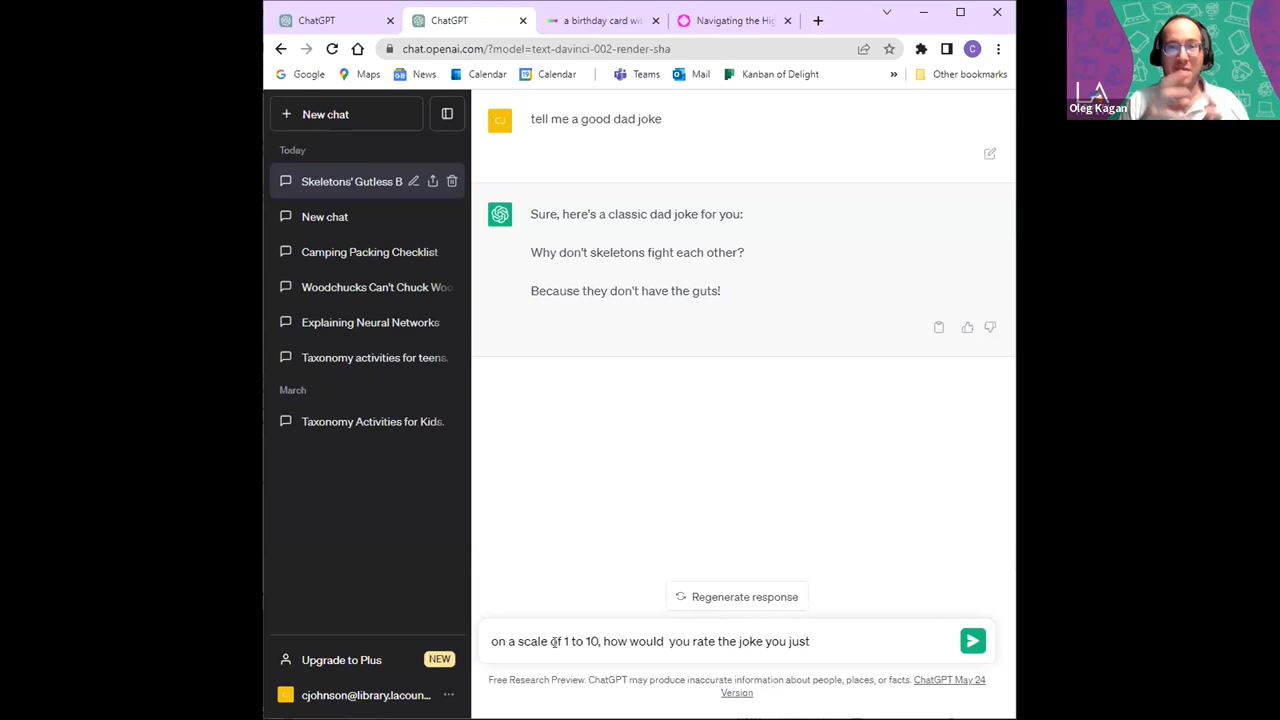 ChatGPT
ChatGPT
a birthday card wit
Navigating the Hig
chat.openai.com/?model=text-davinci-002-render-sha
C
Google
Maps
News
Calendar
Calendar
Teams
Mail
Kanban of Delight
»
Other bookmarks
New chat
Today
Skeletons' Gutless B
New chat
Camping Packing Checklist
Woodchucks Can't Chuck Woo
Explaining Neural Networks
Taxonomy activities for teens.
March
Taxonomy Activities for Kids.
Upgrade to Plus
NEW
cjohnson@library.lacoun...
CJ
tell me a good dad joke
Sure, here's a classic dad joke for you:
Why don't skeletons fight each other?
Because they don't have the guts!
Regenerate response
on a scale of 1 to 10, how would you rate the joke you just
Free Research Preview. ChatGPT may produce inaccurate information about people, places, or facts. ChatGPT May 24
Version
LA
Oleg Kagan